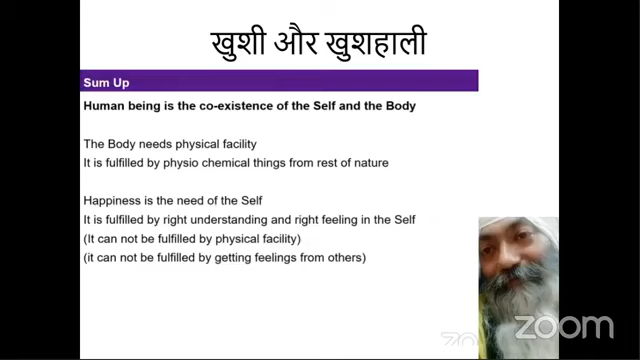 खुशी और खुशहाली
Sum Up
Human being is the co-existence of the Self and the Body
The Body needs physical facility
It is fulfilled by physio chemical things from rest of nature
Happiness is the need of the Self
It is fulfilled by right understanding and right feeling in the Self
(It can not be fulfilled by physical facility)
(it can not be fulfilled by getting feelings from others)
zoom